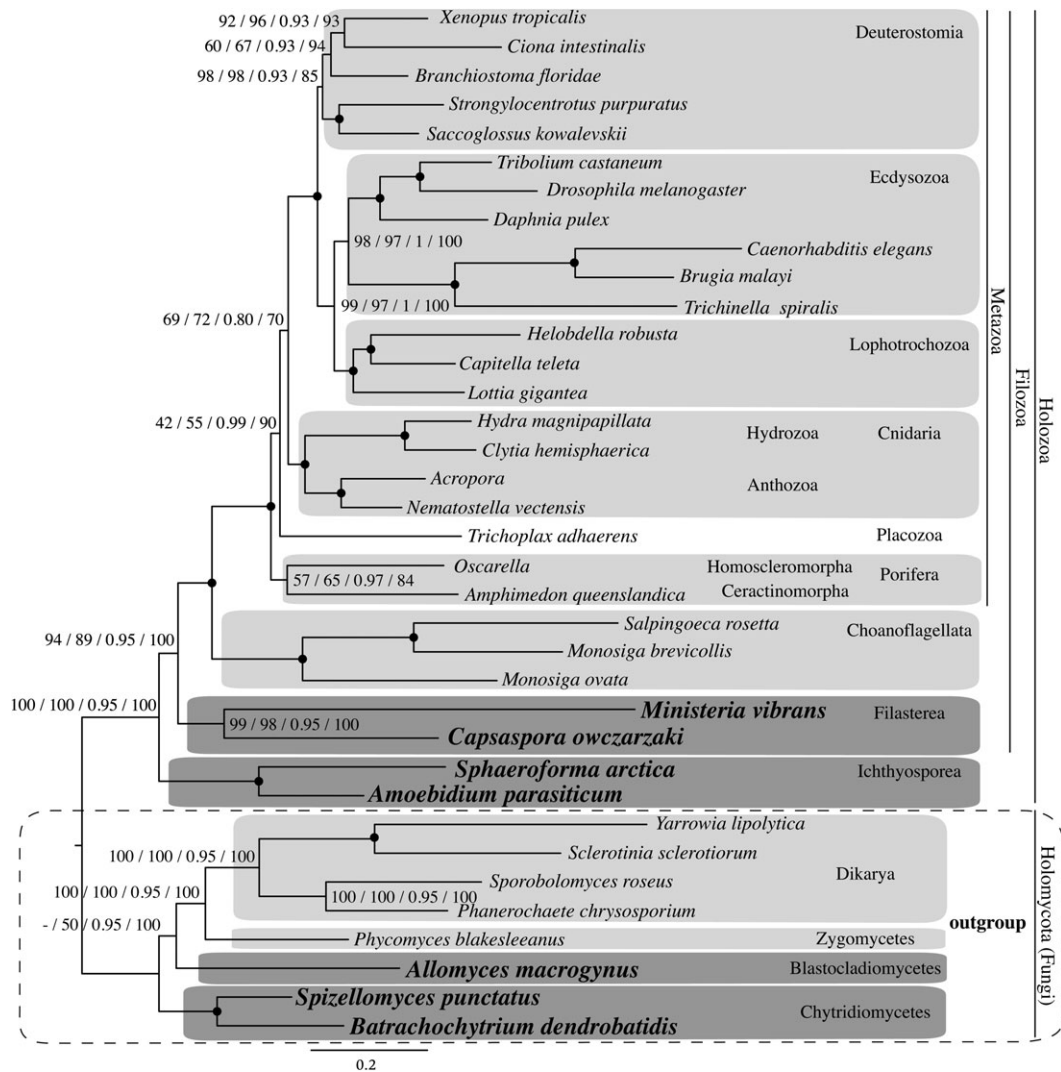 92 / 96 / 0.93 / 93
Xenopus tropicalis
Deuterostomia
60 / 67 / 0.93 / 94
Ciona intestinalis
98 / 98 / 0.93 / 85
Branchiostoma floridae
Strongylocentrotus purpuratus
Saccoglossus kowalevskii
Tribolium castaneum
Ecdysozoa
Drosophila melanogaster
Daphnia pulex
98 / 97 / 1 / 100
Caenorhabditis elegans
Brugia malayi
99 / 97 / 1 / 100
Trichinella spiralis
69 / 72 / 0.80 / 70
Helobdella robusta
Lophotrochozoa
Capitella teleta
Lottia gigantea
42 / 55 / 0.99 / 90
Hydra magnipapillata
Hydrozoa
Cnidaria
Clytia hemisphaerica
Acropora
Anthozoa
Nematostella vectensis
Trichoplax adhaerens
Placozoa
Oscarella
Homoscleromorpha
Porifera
57 / 65 / 0.97 / 84
Amphimedon queenslandica
Ceractinomorpha
Metazoa
Filozoa
Holozoa
Salpingoeca rosetta
Choanoflagellata
94 / 89 / 0.95 / 100
Monosiga brevicollis
Monosiga ovata
100 / 100 / 0.95 / 100
Ministeria vibrans
Filasterea
99 / 98 / 0.95 / 100
Capsaspora owczarzaki
Sphaeroforma arctica
Ichthyosporea
Amoebidium parasiticum
Yarrowia lipolytica
100 / 100 / 0.95 / 100
Sclerotinia sclerotiorum
Dikarya
Sporobolomyces roseus
100 / 100 / 0.95 / 100
100 / 100 / 0.95 / 100
Phanerochaete chrysosporium
- / 50 / 0.95 / 100
outgroup
Phycomyces blakesleeanus
Zygomycetes
Allomyces macrogynus
Blastocladiomycetes
Spizellomyces punctatus
Chytridiomycetes
Batrachochytrium dendrobatidis
Holomycota (Fungi)
0.2